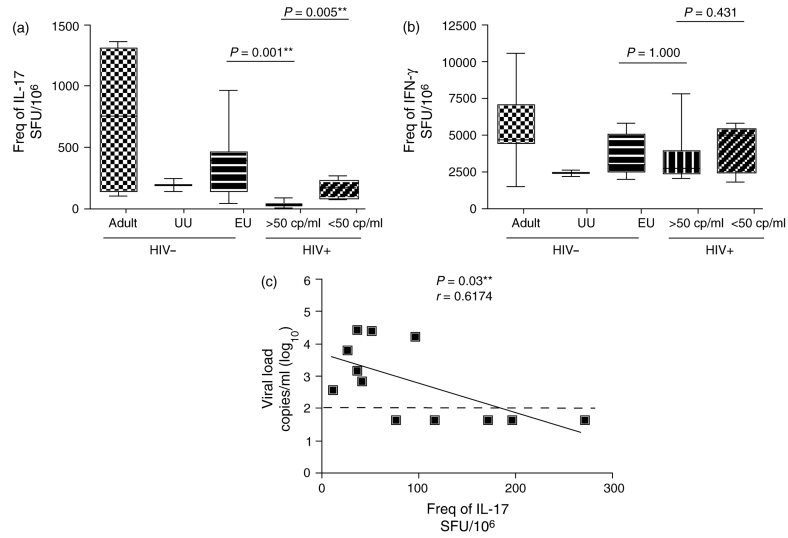 (a)
P = 0.005**
P = 0.001**
Freq of IL-17
SFU/10⁶
1500
1000
500
0
Adult
UU
EU
>50 cp/ml
<50 cp/ml
HIV–
HIV+
(b)
P = 0.431
P = 1.000
Freq of IFN-γ
SFU/10⁶
12500
10000
7500
5000
2500
0
Adult
UU
EU
>50 cp/ml
<50 cp/ml
HIV–
HIV+
(c)
P = 0.03**
r = 0.6174
Viral load
copies/ml (log₁₀)
6
5
4
3
2
1
0
0
100
200
300
Freq of IL-17
SFU/10⁶